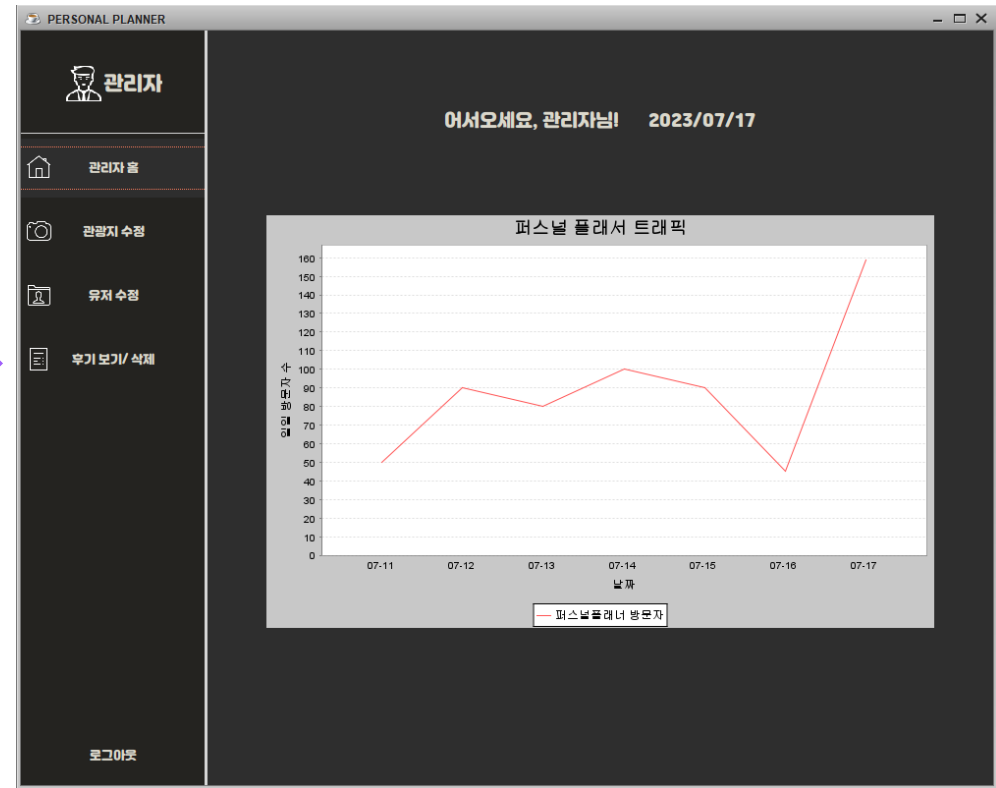 PERSONAL PLANNER
관리자
관리자 홈
관광지 수정
유저 수정
후기 보기/ 삭제
로그아웃
어서오세요, 관리자님! 2023/07/17
퍼스널 플래서 트래픽
일일 방문자 수
160
150
140
130
120
110
100
90
80
70
60
50
40
30
20
10
0
07-11 07-12 07-13 07-14 07-15 07-16 07-17
날짜
퍼스널플래너 방문자